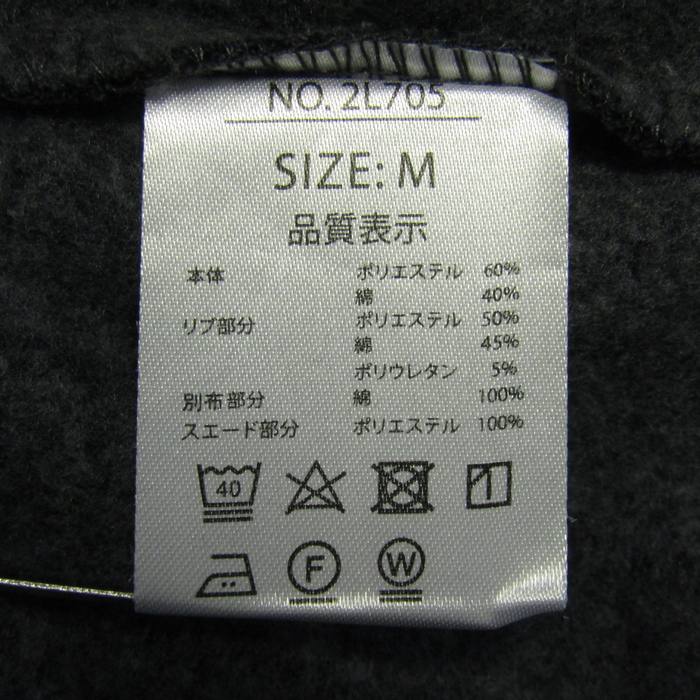 NO. 2L705
SIZE: M
品質表示
本体 ポリエステル 60%
綿 40%
リブ部分 ポリエステル 50%
綿 45%
ポリウレタン 5%
別布部分 綿 100%
スエード部分 ポリエステル 100%
40
F W